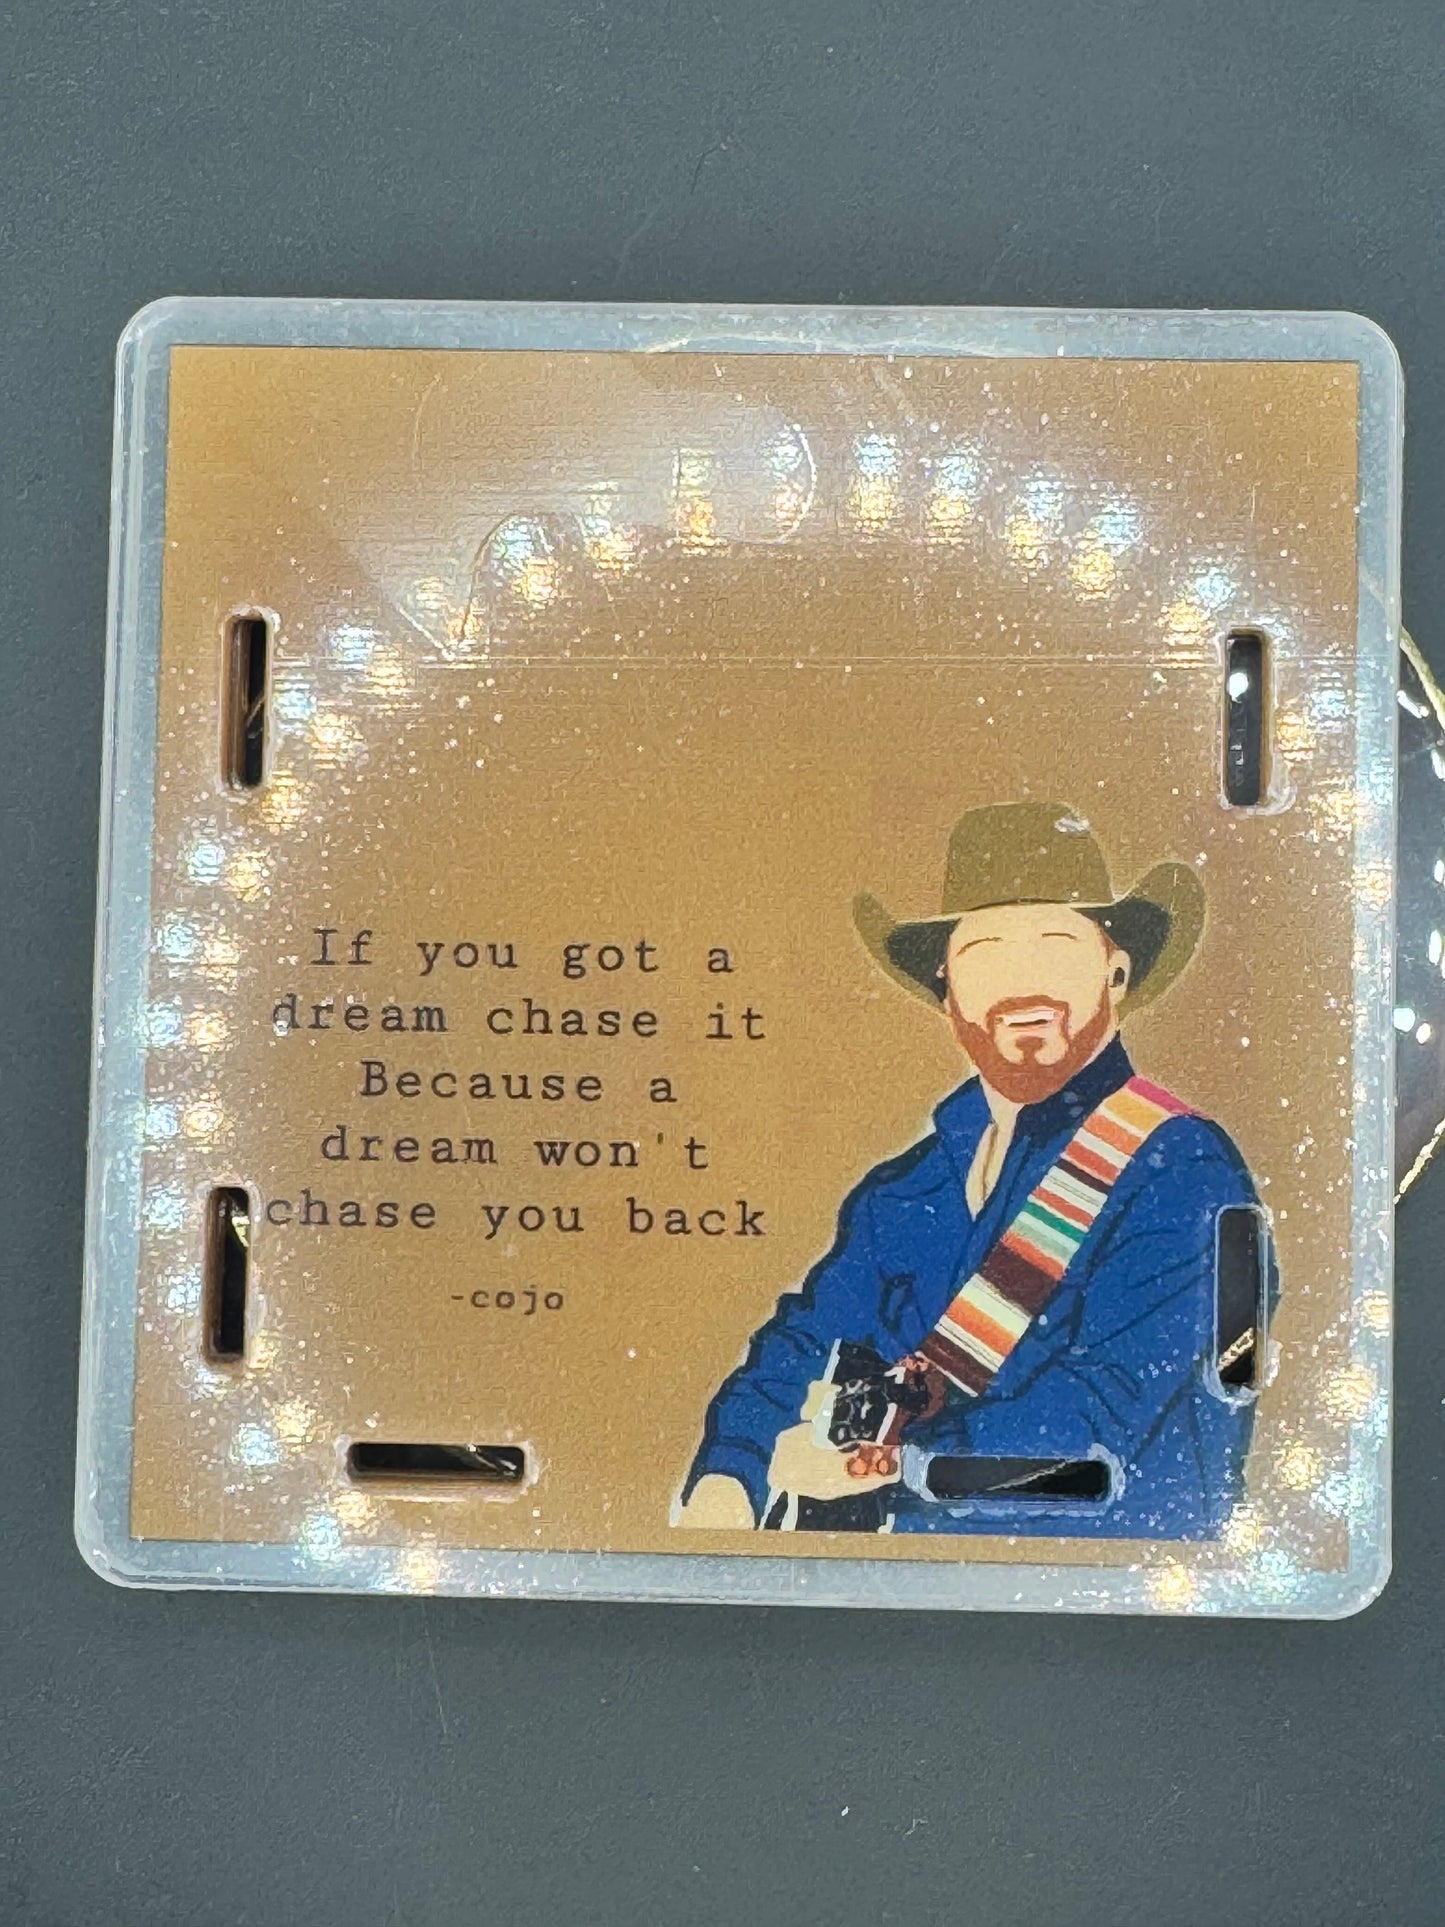 If you got a
dream chase it
Because a
dream won't
chase you back
-cojo